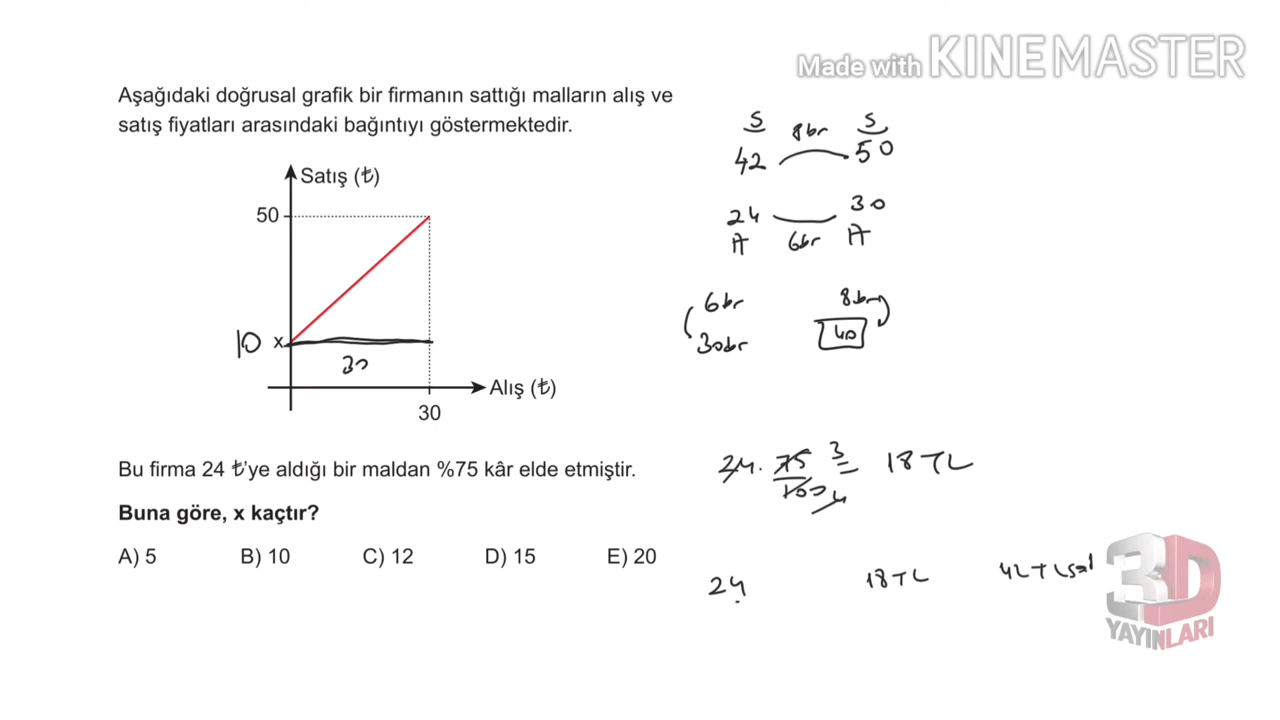 Made with KINEMASTER
Aşağıdaki doğrusal grafik bir firmanın sattığı malların alış ve
satış fiyatları arasındaki bağıntıyı göstermektedir.
Satış (₺)
50
10 x
30
Alış (₺)
30
Bu firma 24 ₺'ye aldığı bir maldan %75 kâr elde etmiştir.
Buna göre, x kaçtır?
A) 5 B) 10 C) 12 D) 15 E) 20
S 8br S
42 50
24 30
A 6br A
6br 8br
30br 40
24. 75 3 18 TL
100 4
24 18 TL
3D
YAYINLARI